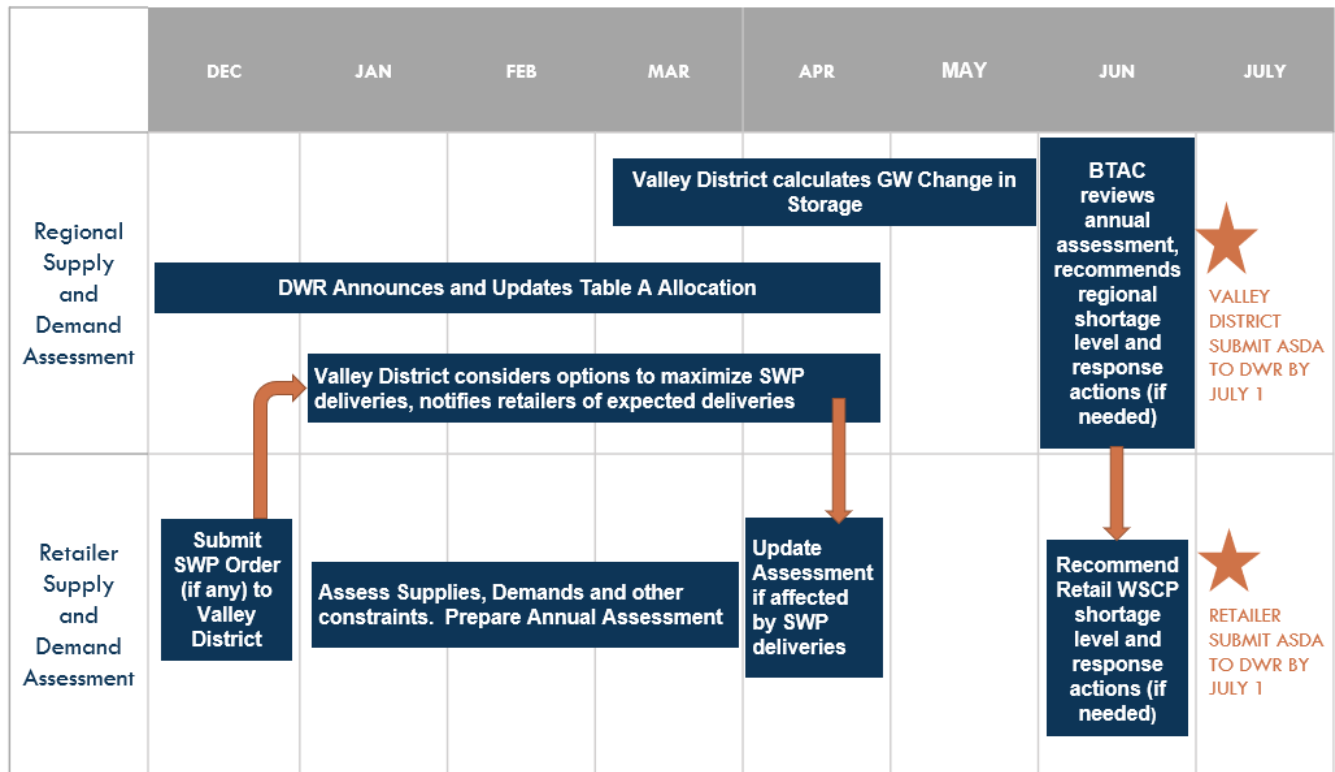 DEC JAN FEB MAR APR MAY JUN JULY
Regional
Supply
and
Demand
Assessment
Valley District calculates GW Change in
Storage
DWR Announces and Updates Table A Allocation
Valley District considers options to maximize SWP
deliveries, notifies retailers of expected deliveries
BTAC
reviews
annual
assessment,
recommends
regional
shortage
level and
response
actions (if
needed)
VALLEY
DISTRICT
SUBMIT ASDA
TO DWR BY
JULY 1
Retailer
Supply
and
Demand
Assessment
Submit
SWP Order
(if any) to
Valley
District
Assess Supplies, Demands and other
constraints.  Prepare Annual Assessment
Update
Assessment
if affected
by SWP
deliveries
Recommend
Retail WSCP
shortage
level and
response
actions (if
needed)
RETAILER
SUBMIT ASDA
TO DWR BY
JULY 1